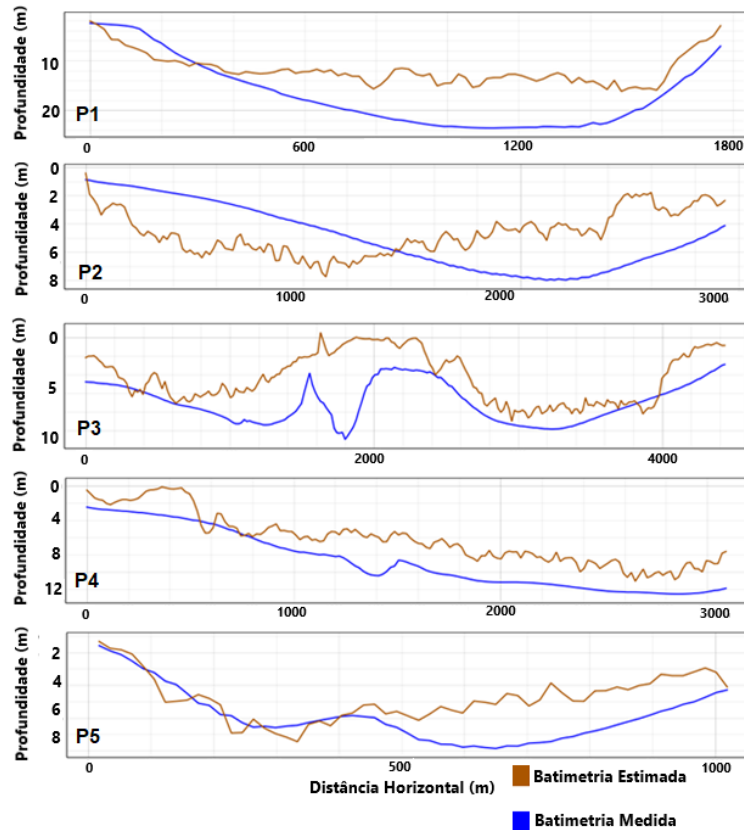 Profundidade (m)
10
20
P1
0 600 1200 1800
Profundidade (m)
0
2
4
6
8
P2
0 1000 2000 3000
Profundidade (m)
0
5
10
P3
0 2000 4000
Profundidade (m)
0
4
8
12
P4
0 1000 2000 3000
Profundidade (m)
2
4
6
8
P5
0 500 1000
Distância Horizontal (m)
Batimetria Estimada
Batimetria Medida